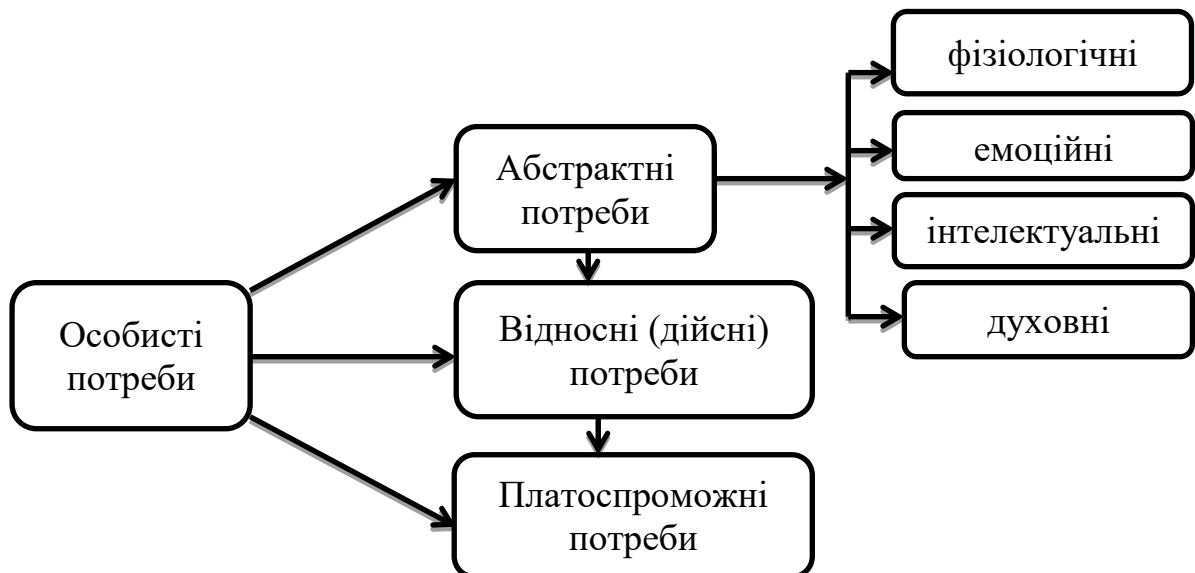 фізіологічні
Абстрактні
потреби
емоційні
інтелектуальні
Особисті
потреби
Відносні (дійсні)
потреби
духовні
Платоспроможні
потреби